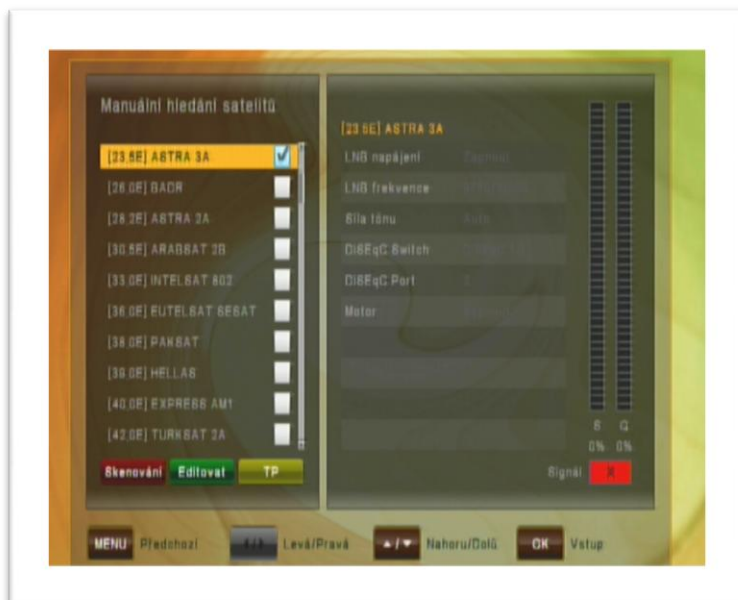 Manuální hledání satelitů
[23.5E] ASTRA 3A
[26.0E] BADR
[28.2E] ASTRA 2A
[30.5E] ARABSAT 2B
[33.0E] INTELSAT 802
[36.0E] EUTELSAT SESAT
[38.0E] PAKSAT
[39.0E] HELLAS
[40.0E] EXPRESS AM1
[42.0E] TURKSAT 2A
Skenování Editovat TP
[23.5E] ASTRA 3A
LNB napájení Zapnuto
LNB frekvence
Síla tónu Auto
DiSEqC Switch
DiSEqC Port
Motor
S G
0% 0%
Signál X
MENU Předchozí Levá/Pravá ▲/▼ Nahoru/Dolů OK Vstup